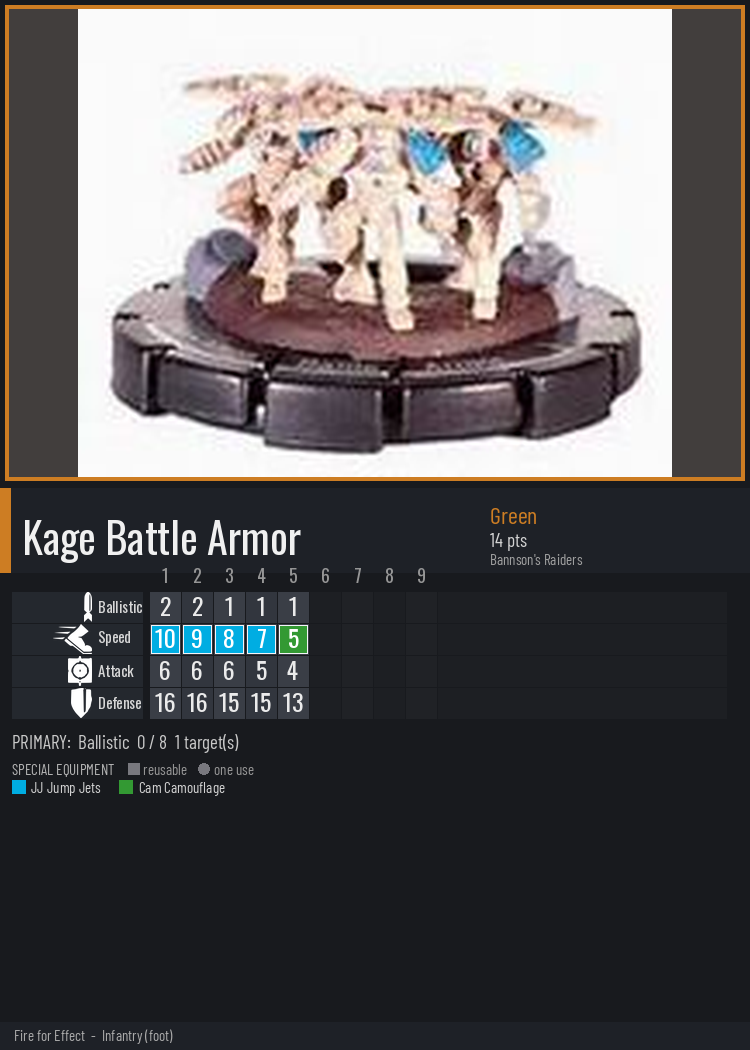 Kage Battle Armor
Green
14 pts
Bannson's Raiders
1 2 3 4 5 6 7 8 9
Ballistic 2 2 1 1 1
Speed 10 9 8 7 5
Attack 6 6 6 5 4
Defense 16 16 15 15 13
PRIMARY: Ballistic 0 / 8 1 target(s)
SPECIAL EQUIPMENT reusable one use
JJ Jump Jets Cam Camouflage
Fire for Effect - Infantry (foot)